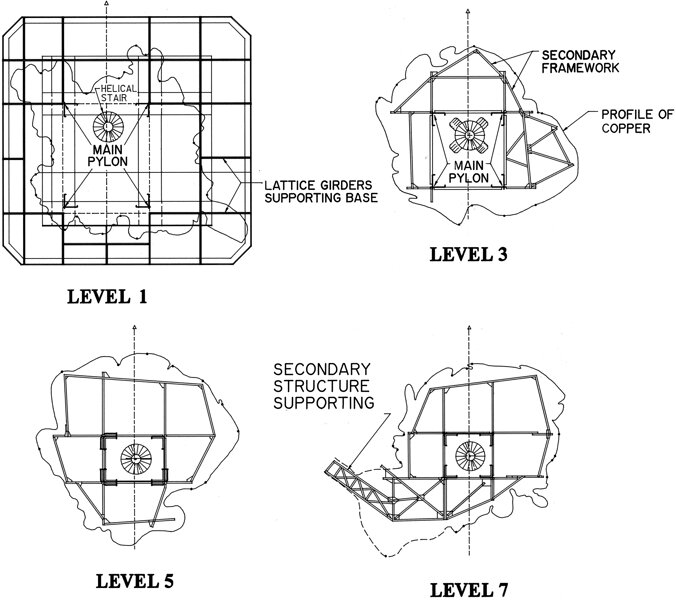 HELICAL
STAIR
MAIN
PYLON
LATTICE GIRDERS
SUPPORTING BASE
LEVEL 1
SECONDARY
FRAMEWORK
PROFILE OF
COPPER
MAIN
PYLON
LEVEL 3
LEVEL 5
SECONDARY
STRUCTURE
SUPPORTING
LEVEL 7